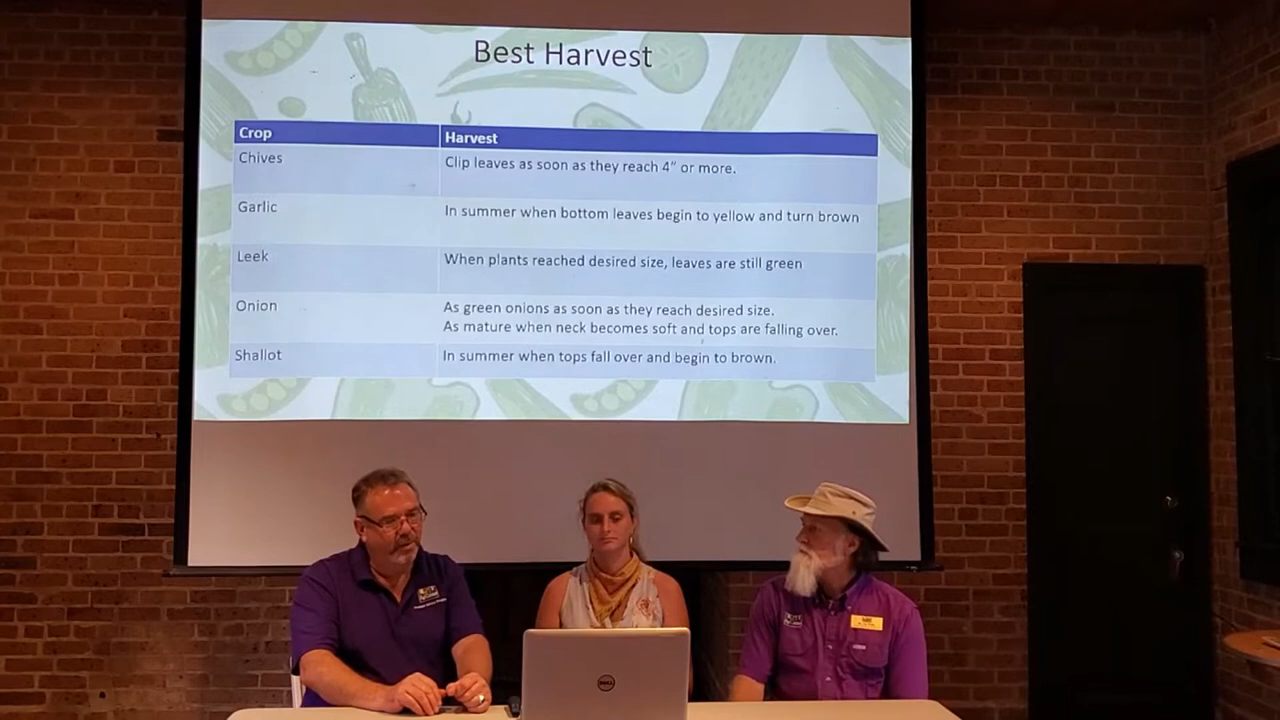 Best Harvest
Crop Harvest
Chives Clip leaves as soon as they reach 4" or more.
Garlic In summer when bottom leaves begin to yellow and turn brown
Leek When plants reached desired size, leaves are still green
Onion As green onions as soon as they reach desired size.
As mature when neck becomes soft and tops are falling over.
Shallot In summer when tops fall over and begin to brown.
DELL